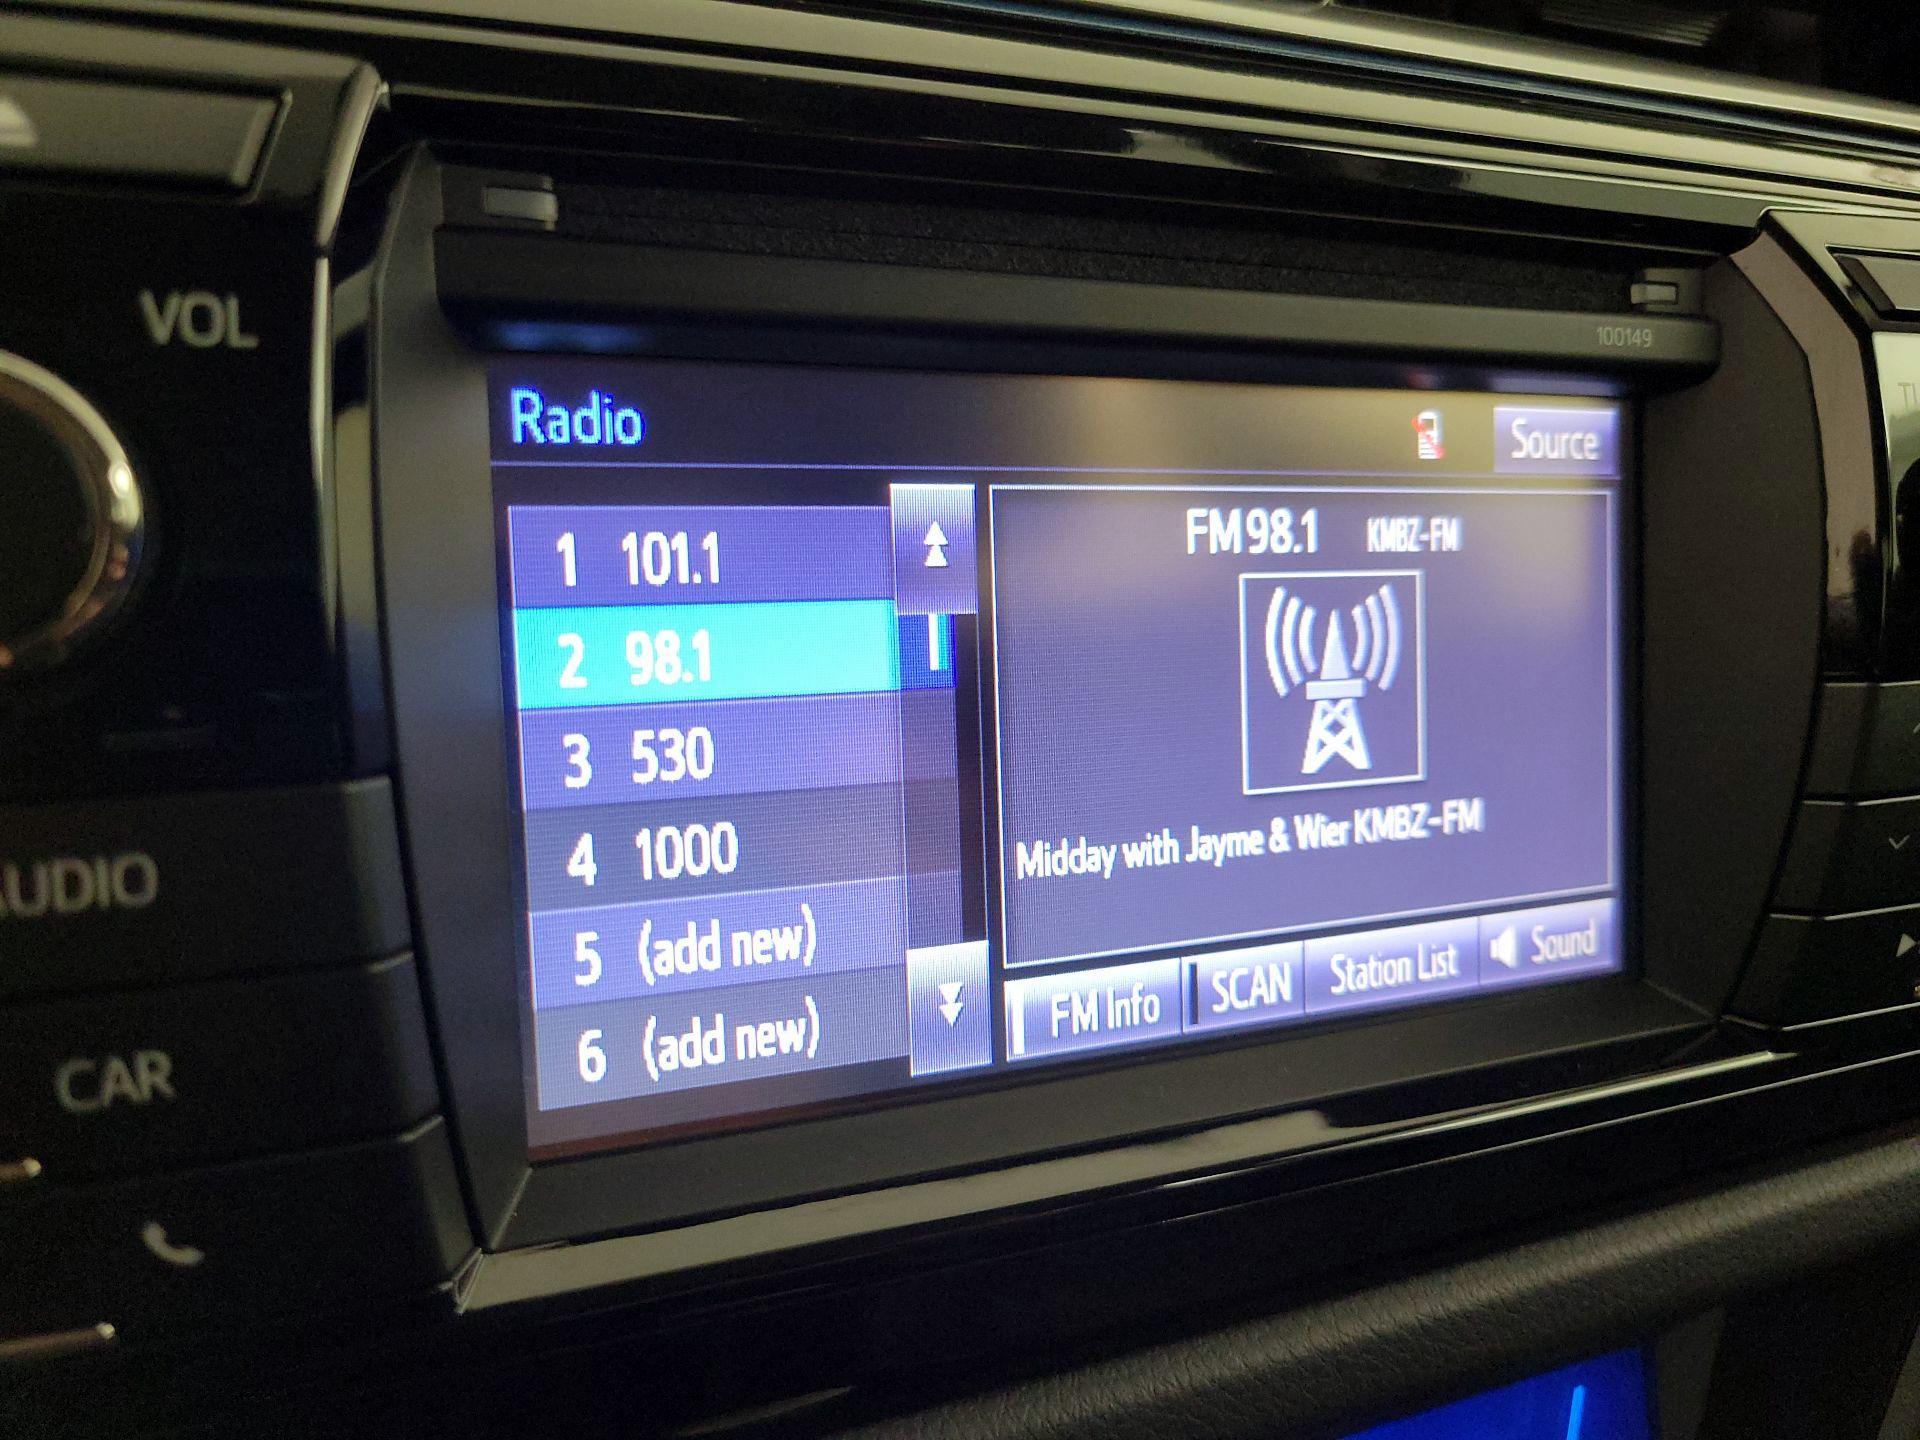 VOL
100149
Radio
Source
1 101.1
2 98.1
3 530
4 1000
5 (add new)
6 (add new)
FM 98.1 KMBZ-FM
Midday with Jayme & Wier KMBZ-FM
FM Info
SCAN
Station List
Sound
AUDIO
CAR